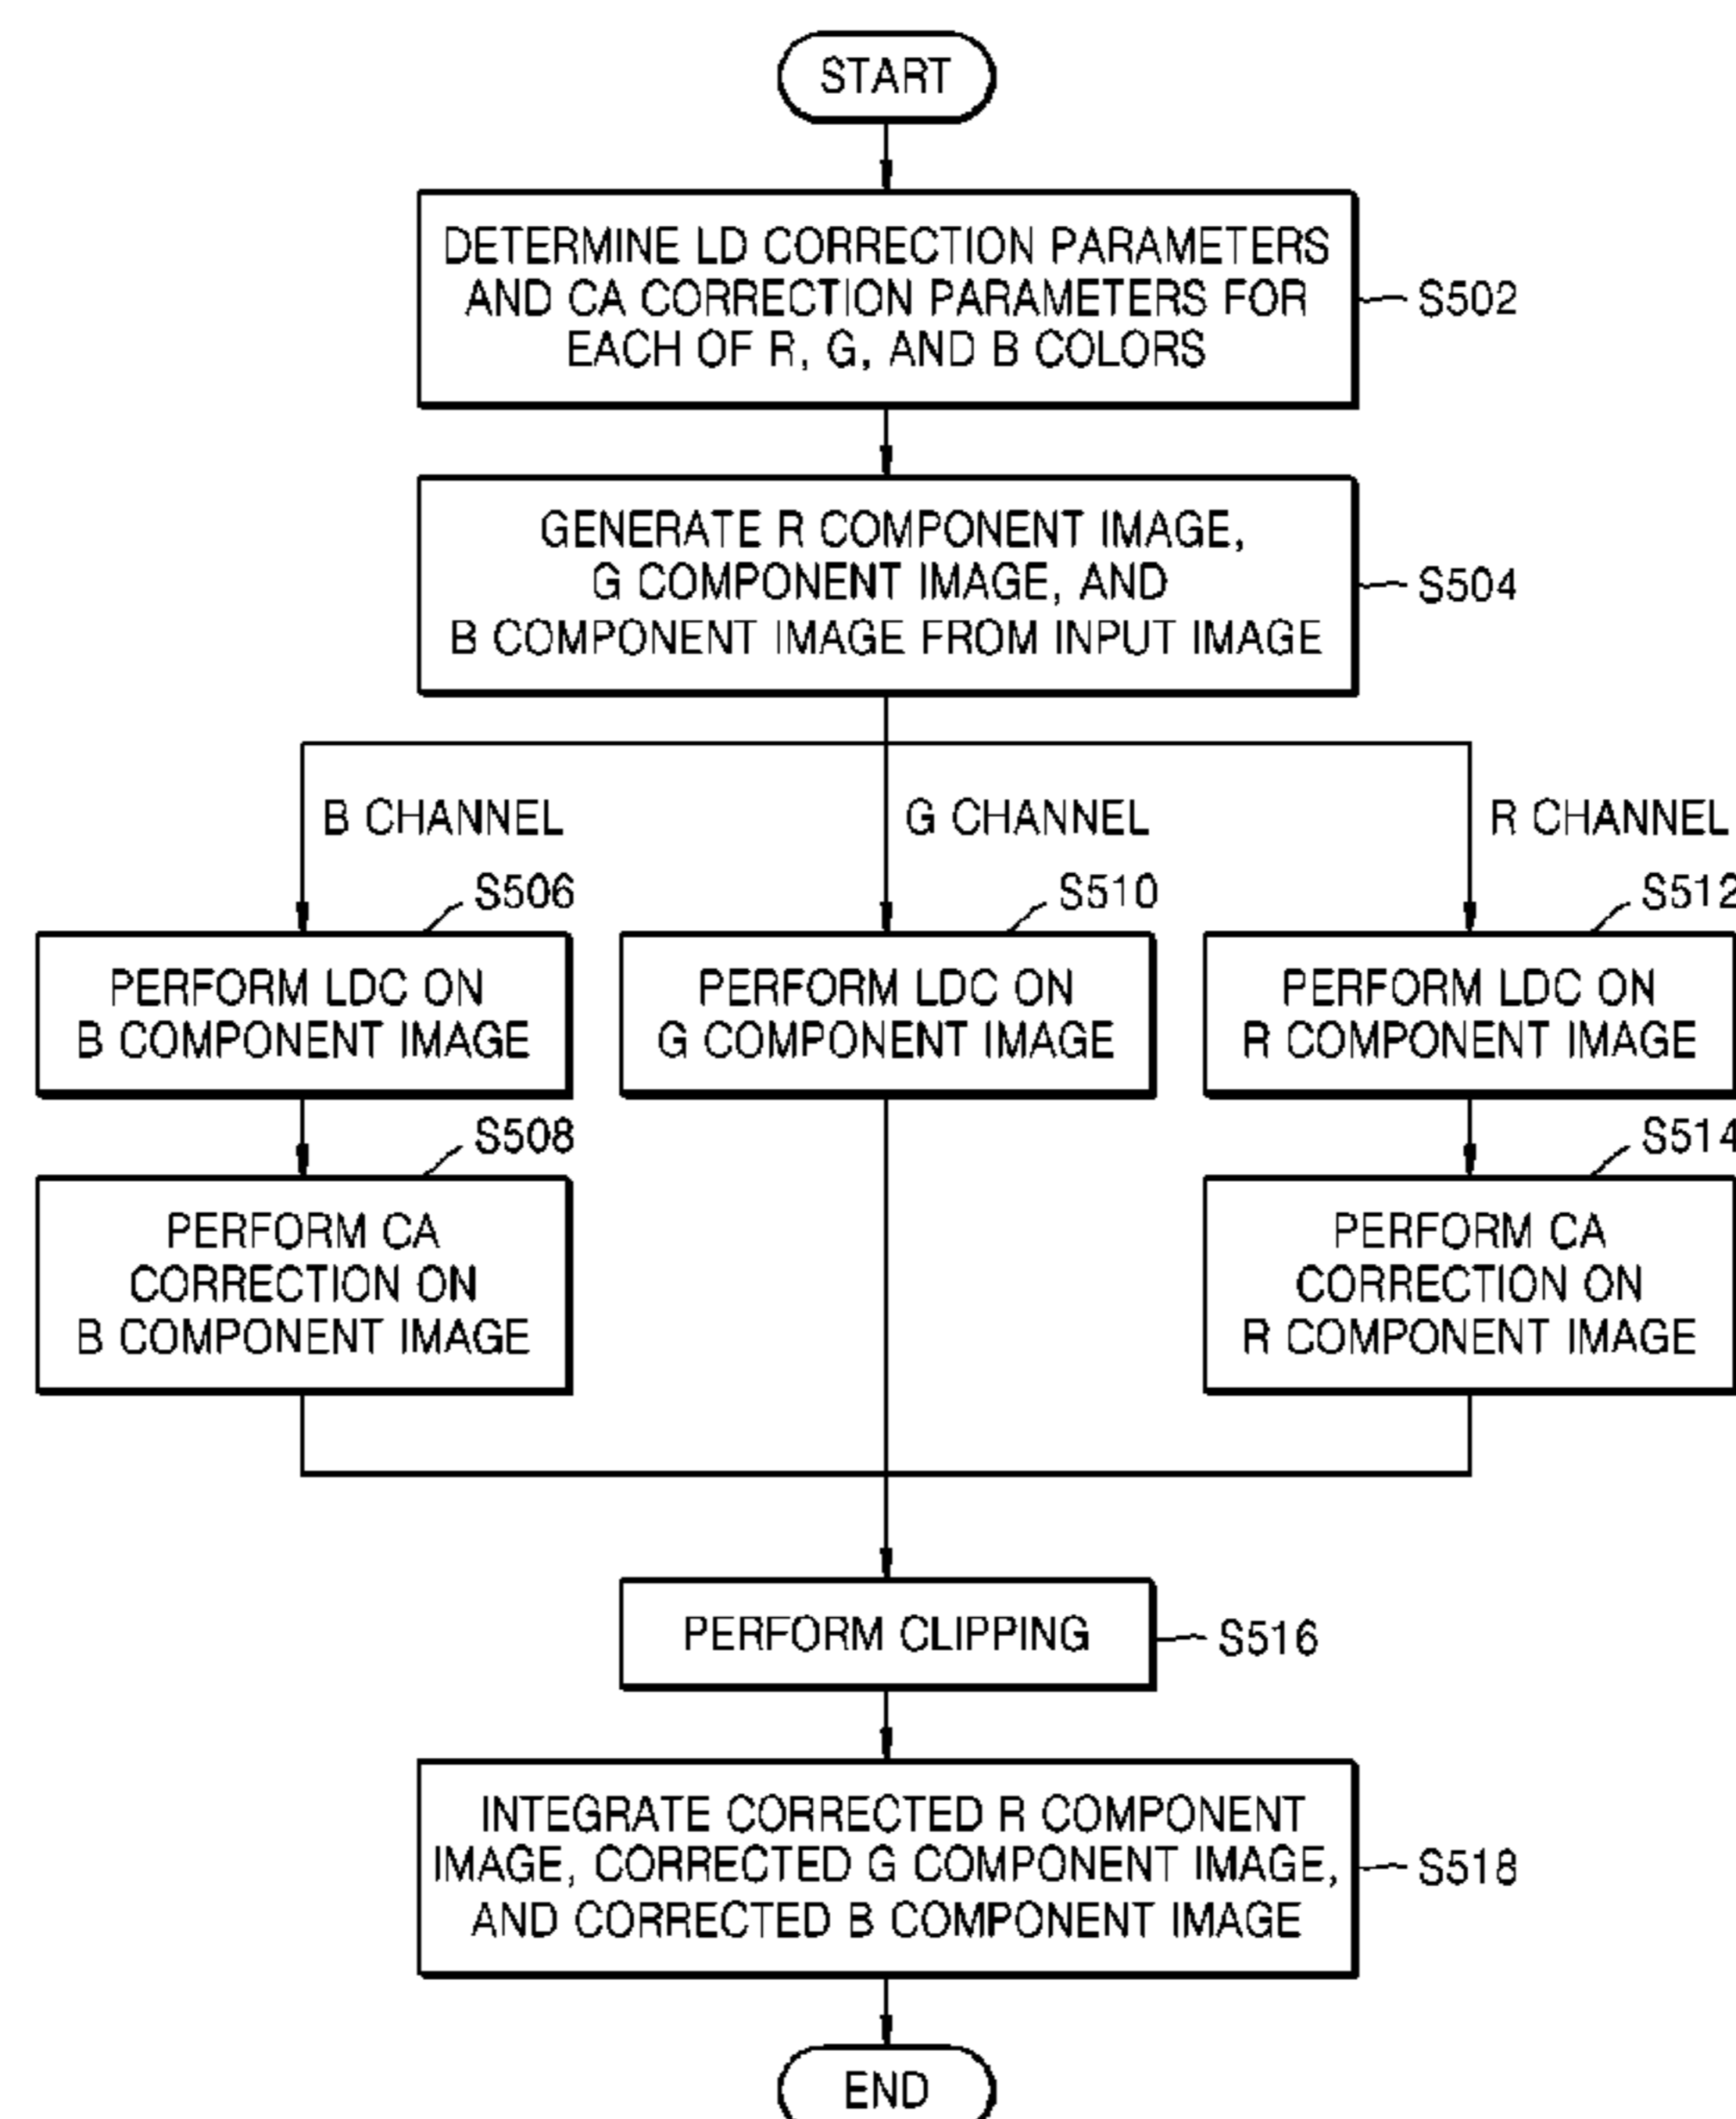 START
DETERMINE LD CORRECTION PARAMETERS
AND CA CORRECTION PARAMETERS FOR
EACH OF R, G, AND B COLORS
S502
GENERATE R COMPONENT IMAGE,
G COMPONENT IMAGE, AND
B COMPONENT IMAGE FROM INPUT IMAGE
S504
B CHANNEL
G CHANNEL
R CHANNEL
S506
PERFORM LDC ON
B COMPONENT IMAGE
S510
PERFORM LDC ON
G COMPONENT IMAGE
S512
PERFORM LDC ON
R COMPONENT IMAGE
S508
PERFORM CA
CORRECTION ON
B COMPONENT IMAGE
S514
PERFORM CA
CORRECTION ON
R COMPONENT IMAGE
PERFORM CLIPPING
S516
INTEGRATE CORRECTED R COMPONENT
IMAGE, CORRECTED G COMPONENT IMAGE,
AND CORRECTED B COMPONENT IMAGE
S518
END